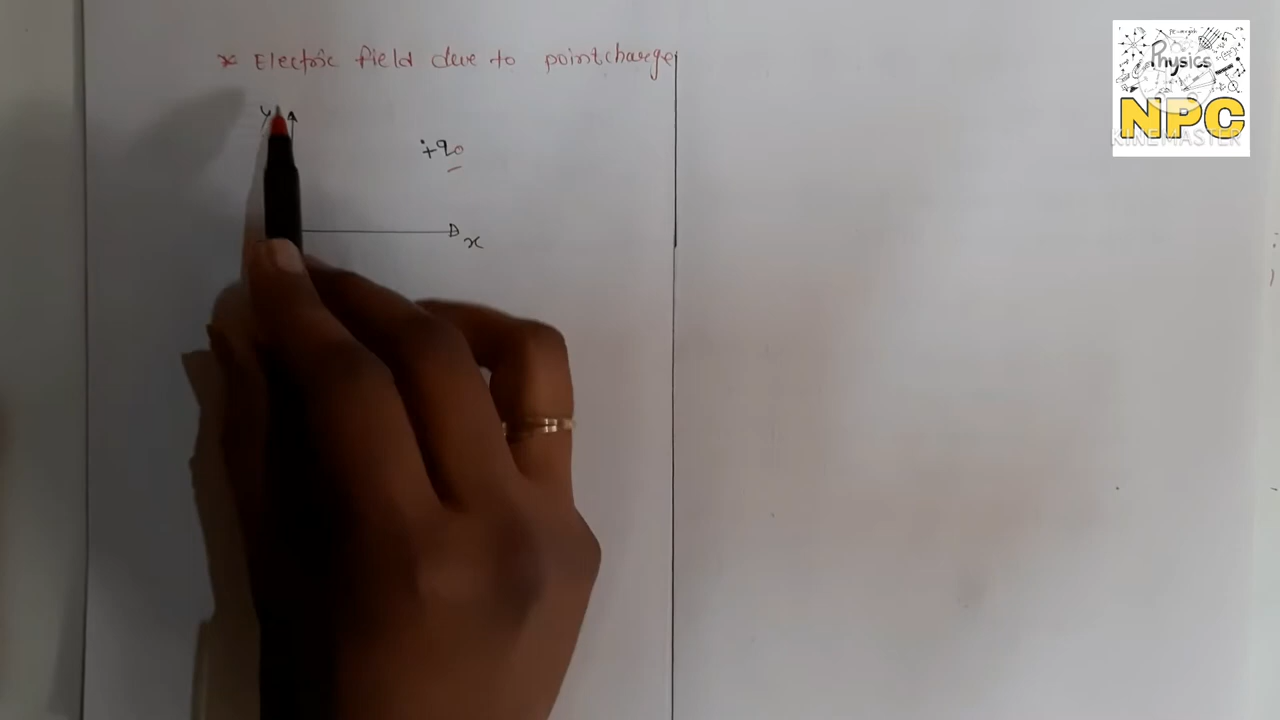 * Electric field due to pointcharge
y
+q₀
x
Physics
NPC
KINEMASTER